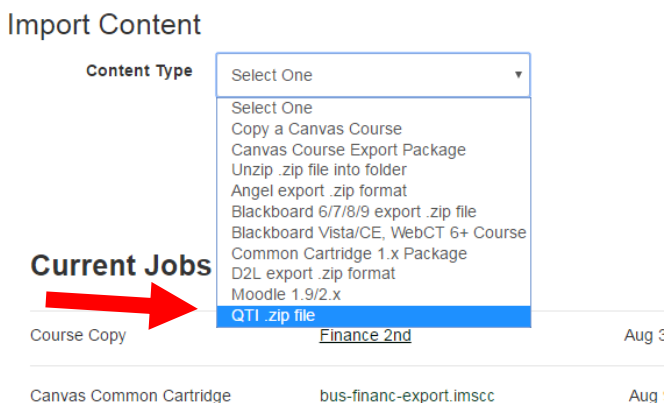 Import Content
Content Type
Select One
Select One
Copy a Canvas Course
Canvas Course Export Package
Unzip .zip file into folder
Angel export .zip format
Blackboard 6/7/8/9 export .zip file
Blackboard Vista/CE, WebCT 6+ Course
Common Cartridge 1.x Package
D2L export .zip format
Moodle 1.9/2.x
QTI .zip file
Current Jobs
Course Copy Finance 2nd Aug 3
Canvas Common Cartridge bus-financ-export.imscc Aug